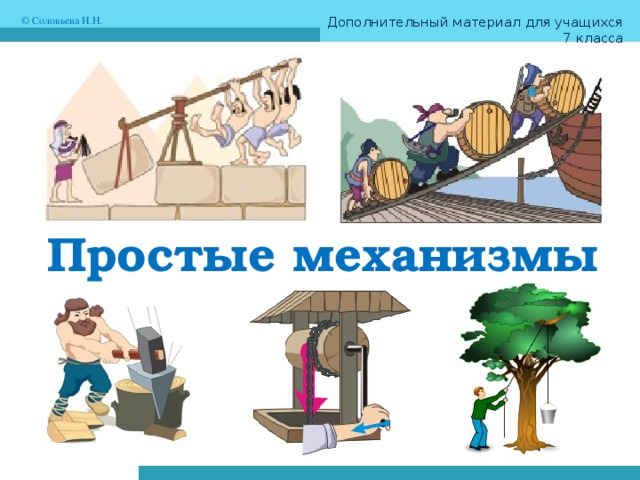 © Соловьева Н.Н.
Дополнительный материал для учащихся
7 класса
Простые механизмы